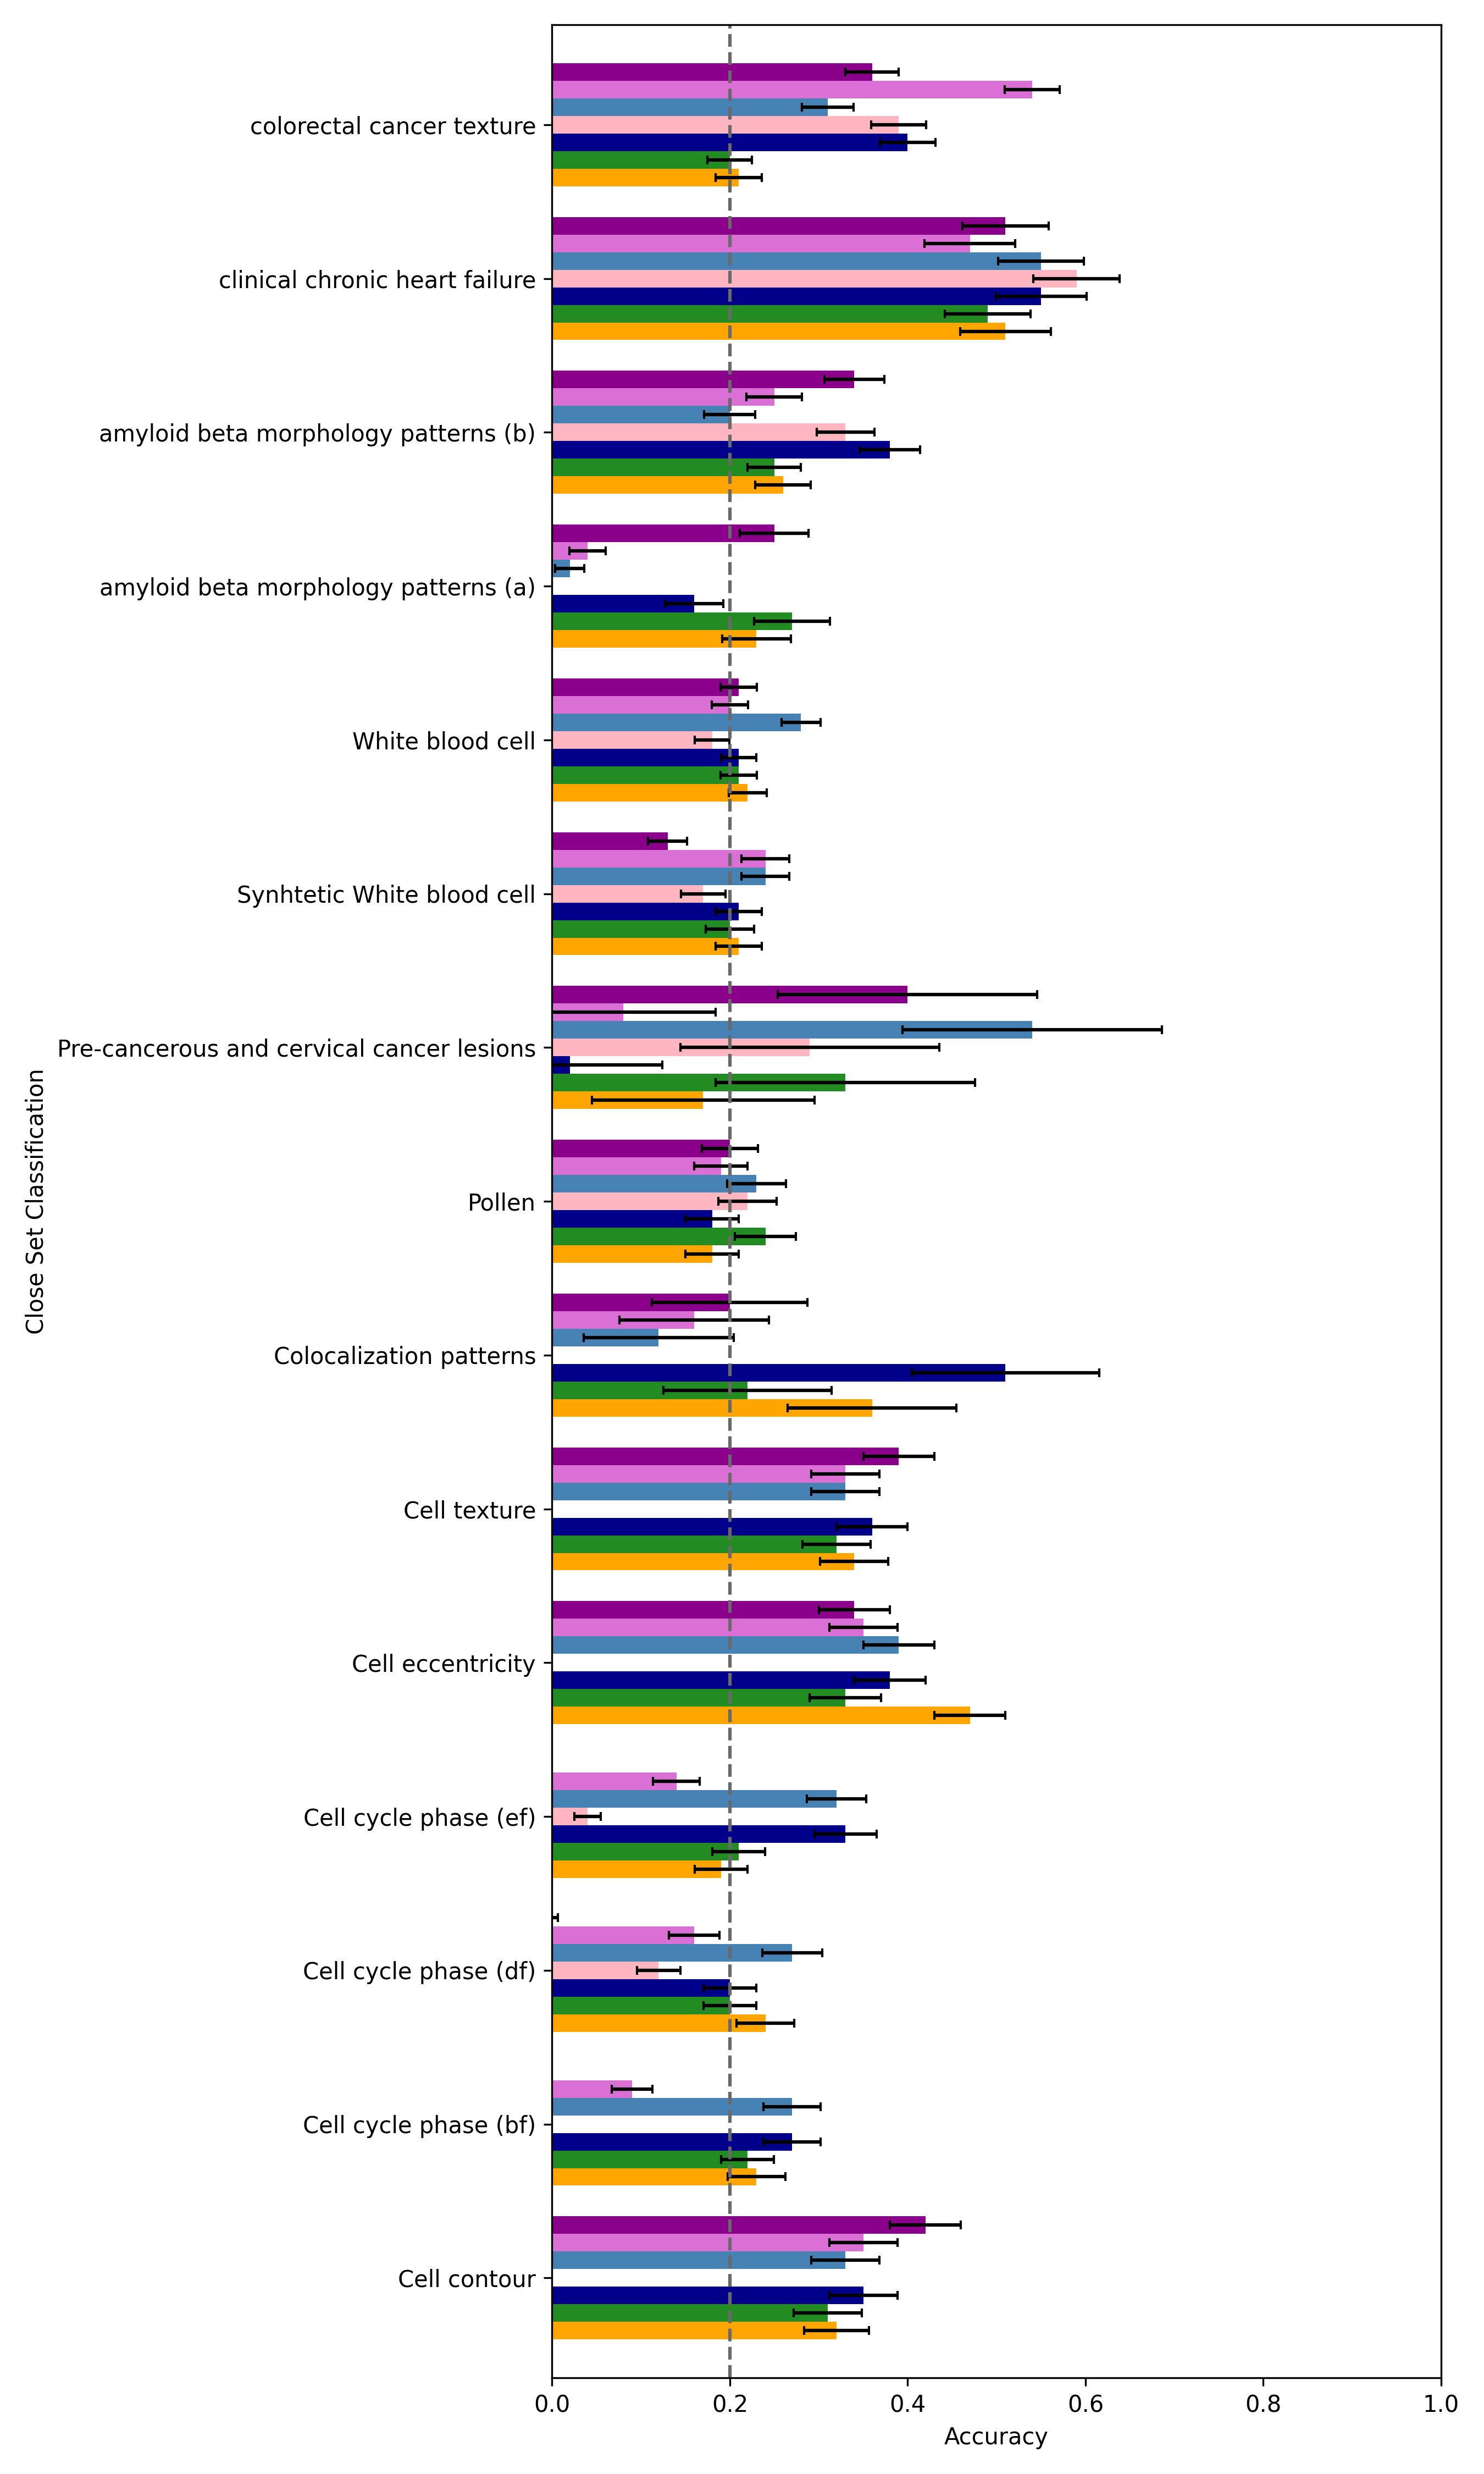 colorectal cancer texture
clinical chronic heart failure
amyloid beta morphology patterns (b)
amyloid beta morphology patterns (a)
White blood cell
Synhtetic White blood cell
Pre-cancerous and cervical cancer lesions
Pollen
Colocalization patterns
Cell texture
Cell eccentricity
Cell cycle phase (ef)
Cell cycle phase (df)
Cell cycle phase (bf)
Cell contour
Close Set Classification
0.0 0.2 0.4 0.6 0.8 1.0
Accuracy